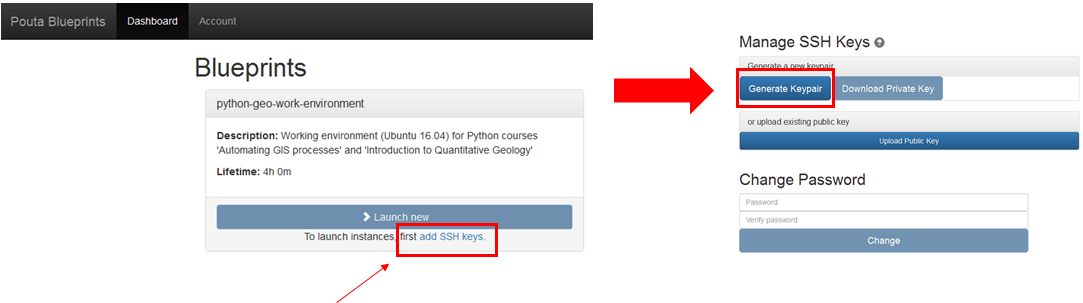 Pouta Blueprints Dashboard Account
Blueprints
python-geo-work-environment
Description: Working environment (Ubuntu 16.04) for Python courses
'Automating GIS processes' and 'Introduction to Quantitative Geology'
Lifetime: 4h 0m
Launch new
To launch instances, first add SSH keys.
Manage SSH Keys
Generate a new keypair
Generate Keypair Download Private Key
or upload existing public key
Upload Public Key
Change Password
Password
Verify password
Change